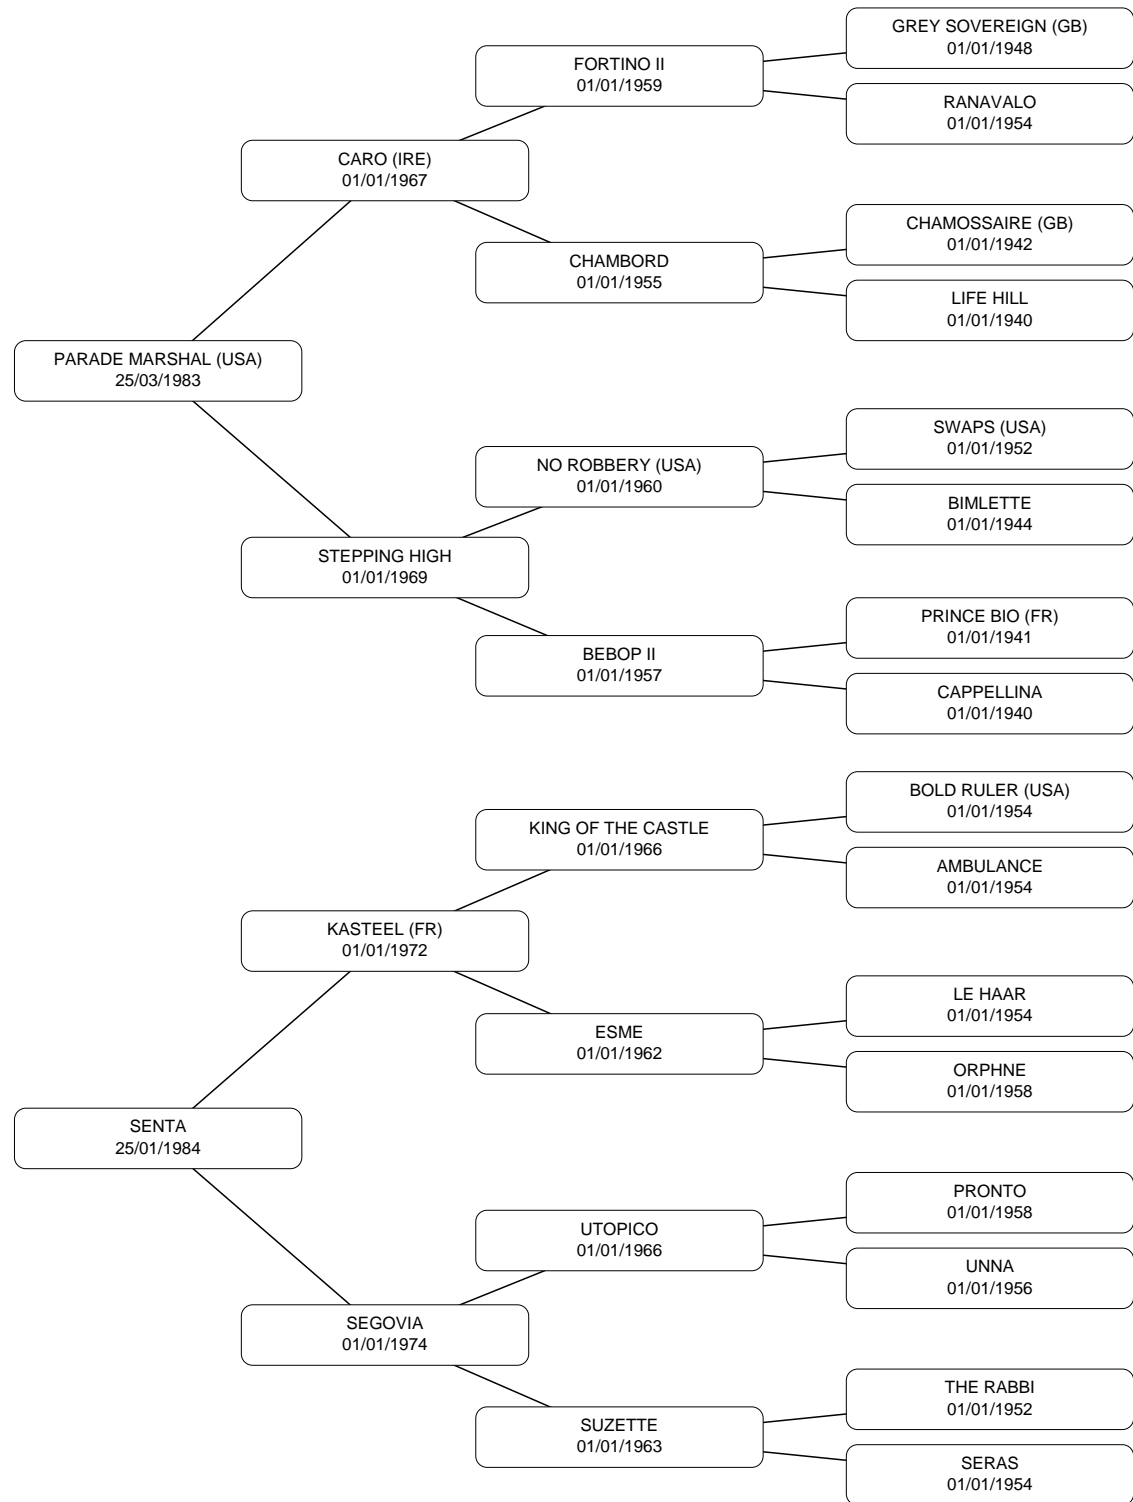 GREY SOVEREIGN (GB)
01/01/1948
FORTINO II
01/01/1959
RANAVALO
01/01/1954
CARO (IRE)
01/01/1967
CHAMOSSAIRE (GB)
01/01/1942
CHAMBORD
01/01/1955
LIFE HILL
01/01/1940
PARADE MARSHAL (USA)
25/03/1983
SWAPS (USA)
01/01/1952
NO ROBBERY (USA)
01/01/1960
BIMLETTE
01/01/1944
STEPPING HIGH
01/01/1969
PRINCE BIO (FR)
01/01/1941
BEBOP II
01/01/1957
CAPPELLINA
01/01/1940
BOLD RULER (USA)
01/01/1954
KING OF THE CASTLE
01/01/1966
AMBULANCE
01/01/1954
KASTEEL (FR)
01/01/1972
LE HAAR
01/01/1954
ESME
01/01/1962
ORPHNE
01/01/1958
SENTA
25/01/1984
PRONTO
01/01/1958
UTOPICO
01/01/1966
UNNA
01/01/1956
SEGOVIA
01/01/1974
THE RABBI
01/01/1952
SUZETTE
01/01/1963
SERAS
01/01/1954